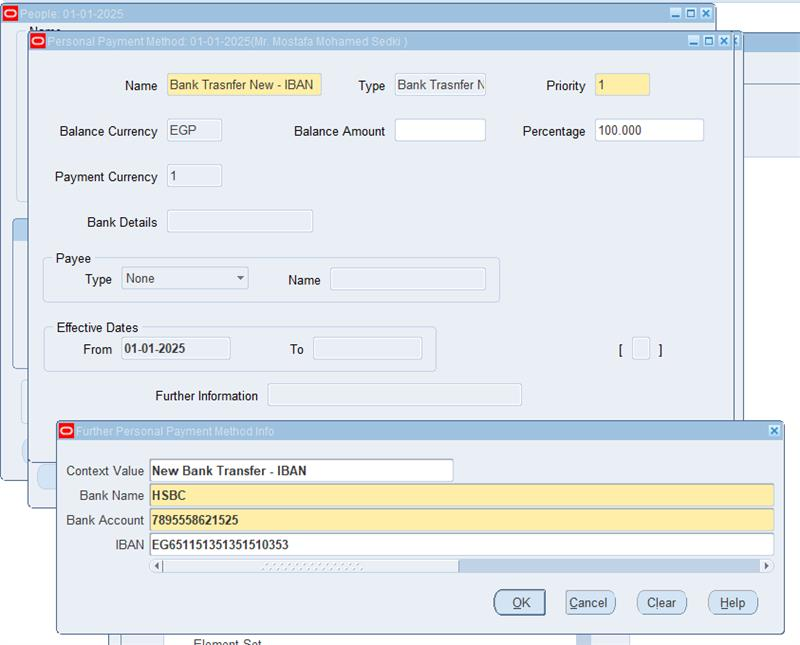 People: 01-01-2025
Name
Personal Payment Method: 01-01-2025(Mr. Mostafa Mohamed Sedki )
Name Bank Trasnfer New - IBAN Type Bank Trasnfer N Priority 1
Balance Currency EGP Balance Amount Percentage 100.000
Payment Currency 1
Bank Details
Payee
Type None Name
Effective Dates
From 01-01-2025 To [ ]
Further Information
Further Personal Payment Method Info
Context Value New Bank Transfer - IBAN
Bank Name HSBC
Bank Account 7895558621525
IBAN EG651151351351510353
OK Cancel Clear Help
Element Set